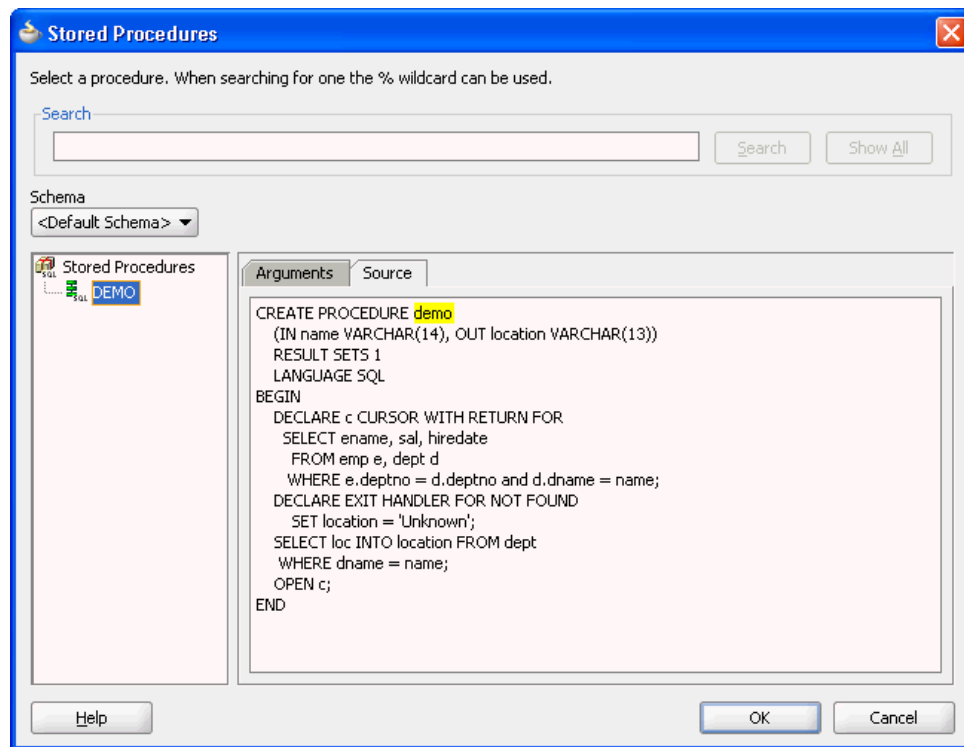 Stored Procedures
Select a procedure. When searching for one the % wildcard can be used.
Search
Search
Show All
Schema
<Default Schema>
SQL Stored Procedures
SQL DEMO
Arguments
Source
CREATE PROCEDURE demo
(IN name VARCHAR(14), OUT location VARCHAR(13))
RESULT SETS 1
LANGUAGE SQL
BEGIN
DECLARE c CURSOR WITH RETURN FOR
SELECT ename, sal, hiredate
FROM emp e, dept d
WHERE e.deptno = d.deptno and d.dname = name;
DECLARE EXIT HANDLER FOR NOT FOUND
SET location = 'Unknown';
SELECT loc INTO location FROM dept
WHERE dname = name;
OPEN c;
END
Help
OK
Cancel